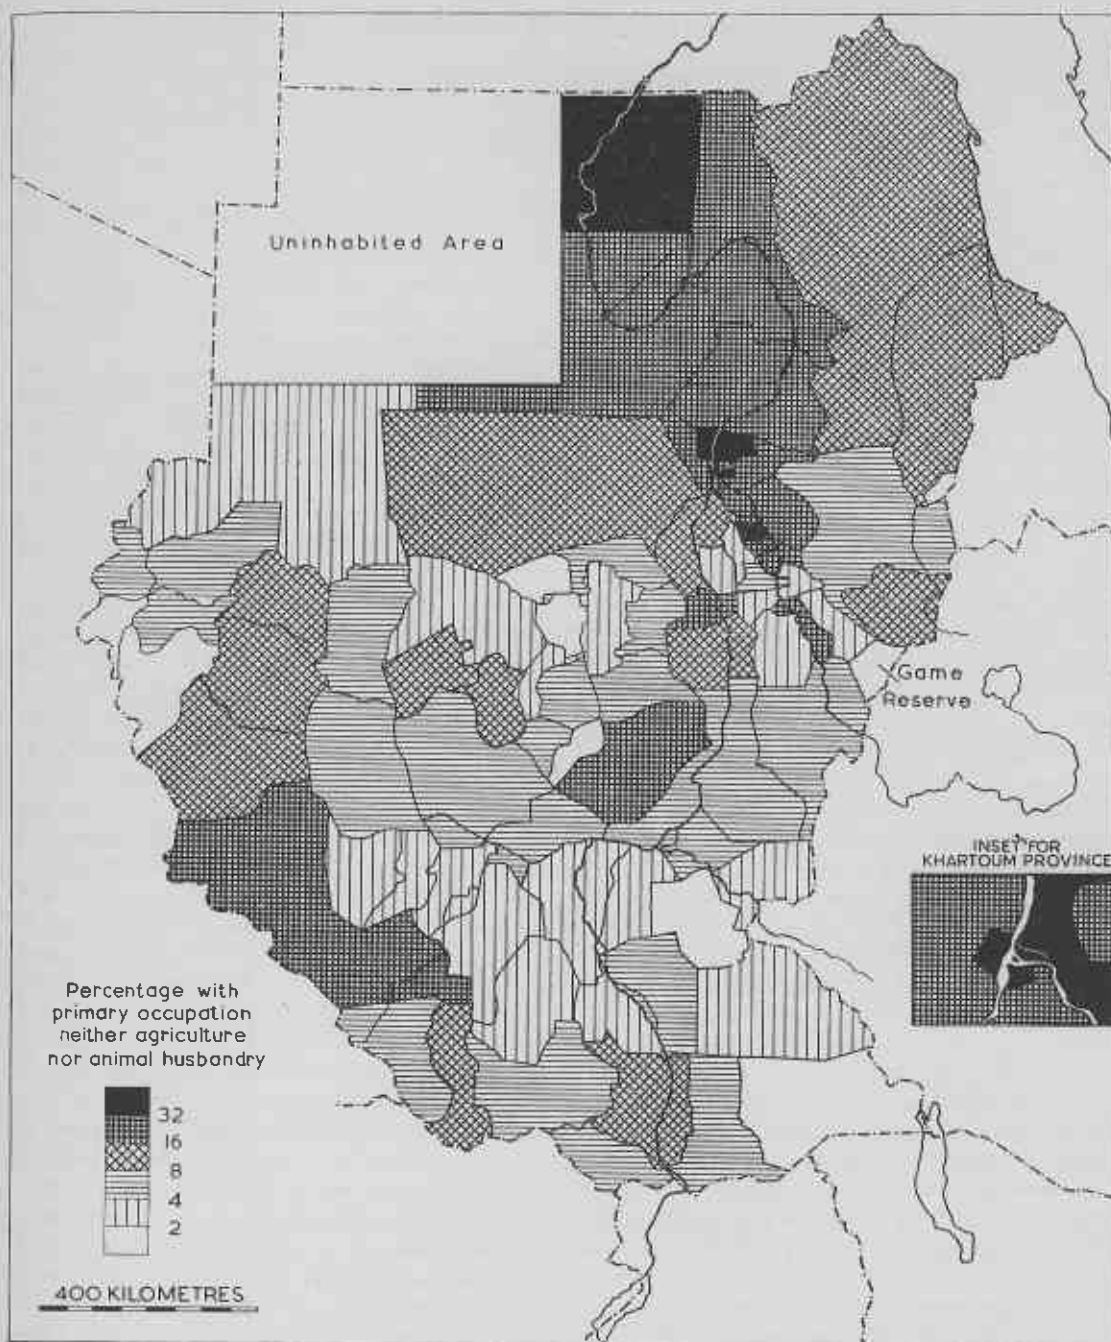 Uninhabited Area
Game
Reserve
INSET FOR
KHARTOUM PROVINCE
Percentage with
primary occupation
neither agriculture
nor animal husbandry
32
16
8
4
2
400 KILOMETRES